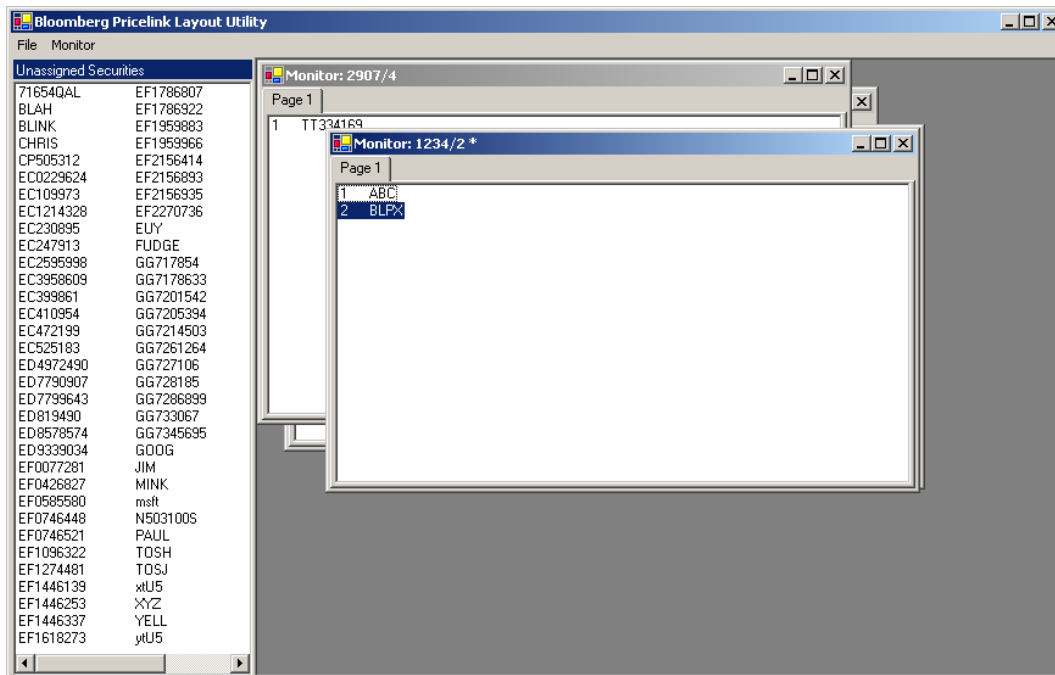 Bloomberg Pricelink Layout Utility
File Monitor
Unassigned Securities
71654QAL EF1786807
BLAH EF1786922
BLINK EF1959883
CHRIS EF1959966
CP505312 EF2156414
EC0229624 EF2156893
EC109973 EF2156935
EC1214328 EF2270736
EC230895 EUY
EC247913 FUDGE
EC2595998 GG717854
EC3958609 GG7178633
EC399861 GG7201542
EC410954 GG7205394
EC472199 GG7214503
EC525183 GG7261264
ED4972490 GG727106
ED7790907 GG728185
ED7799643 GG7286899
ED819490 GG733067
ED8578574 GG7345695
ED9339034 GOOG
EF0077281 JIM
EF0426827 MINK
EF0585580 msft
EF0746448 N503100S
EF0746521 PAUL
EF1096322 TOSH
EF1274481 TOSJ
EF1446139 xtU5
EF1446253 XYZ
EF1446337 YELL
EF1618273 ytU5
Monitor: 2907/4
Page 1
1 TT334169
Monitor: 1234/2 *
Page 1
1 ABC
2 BLPX